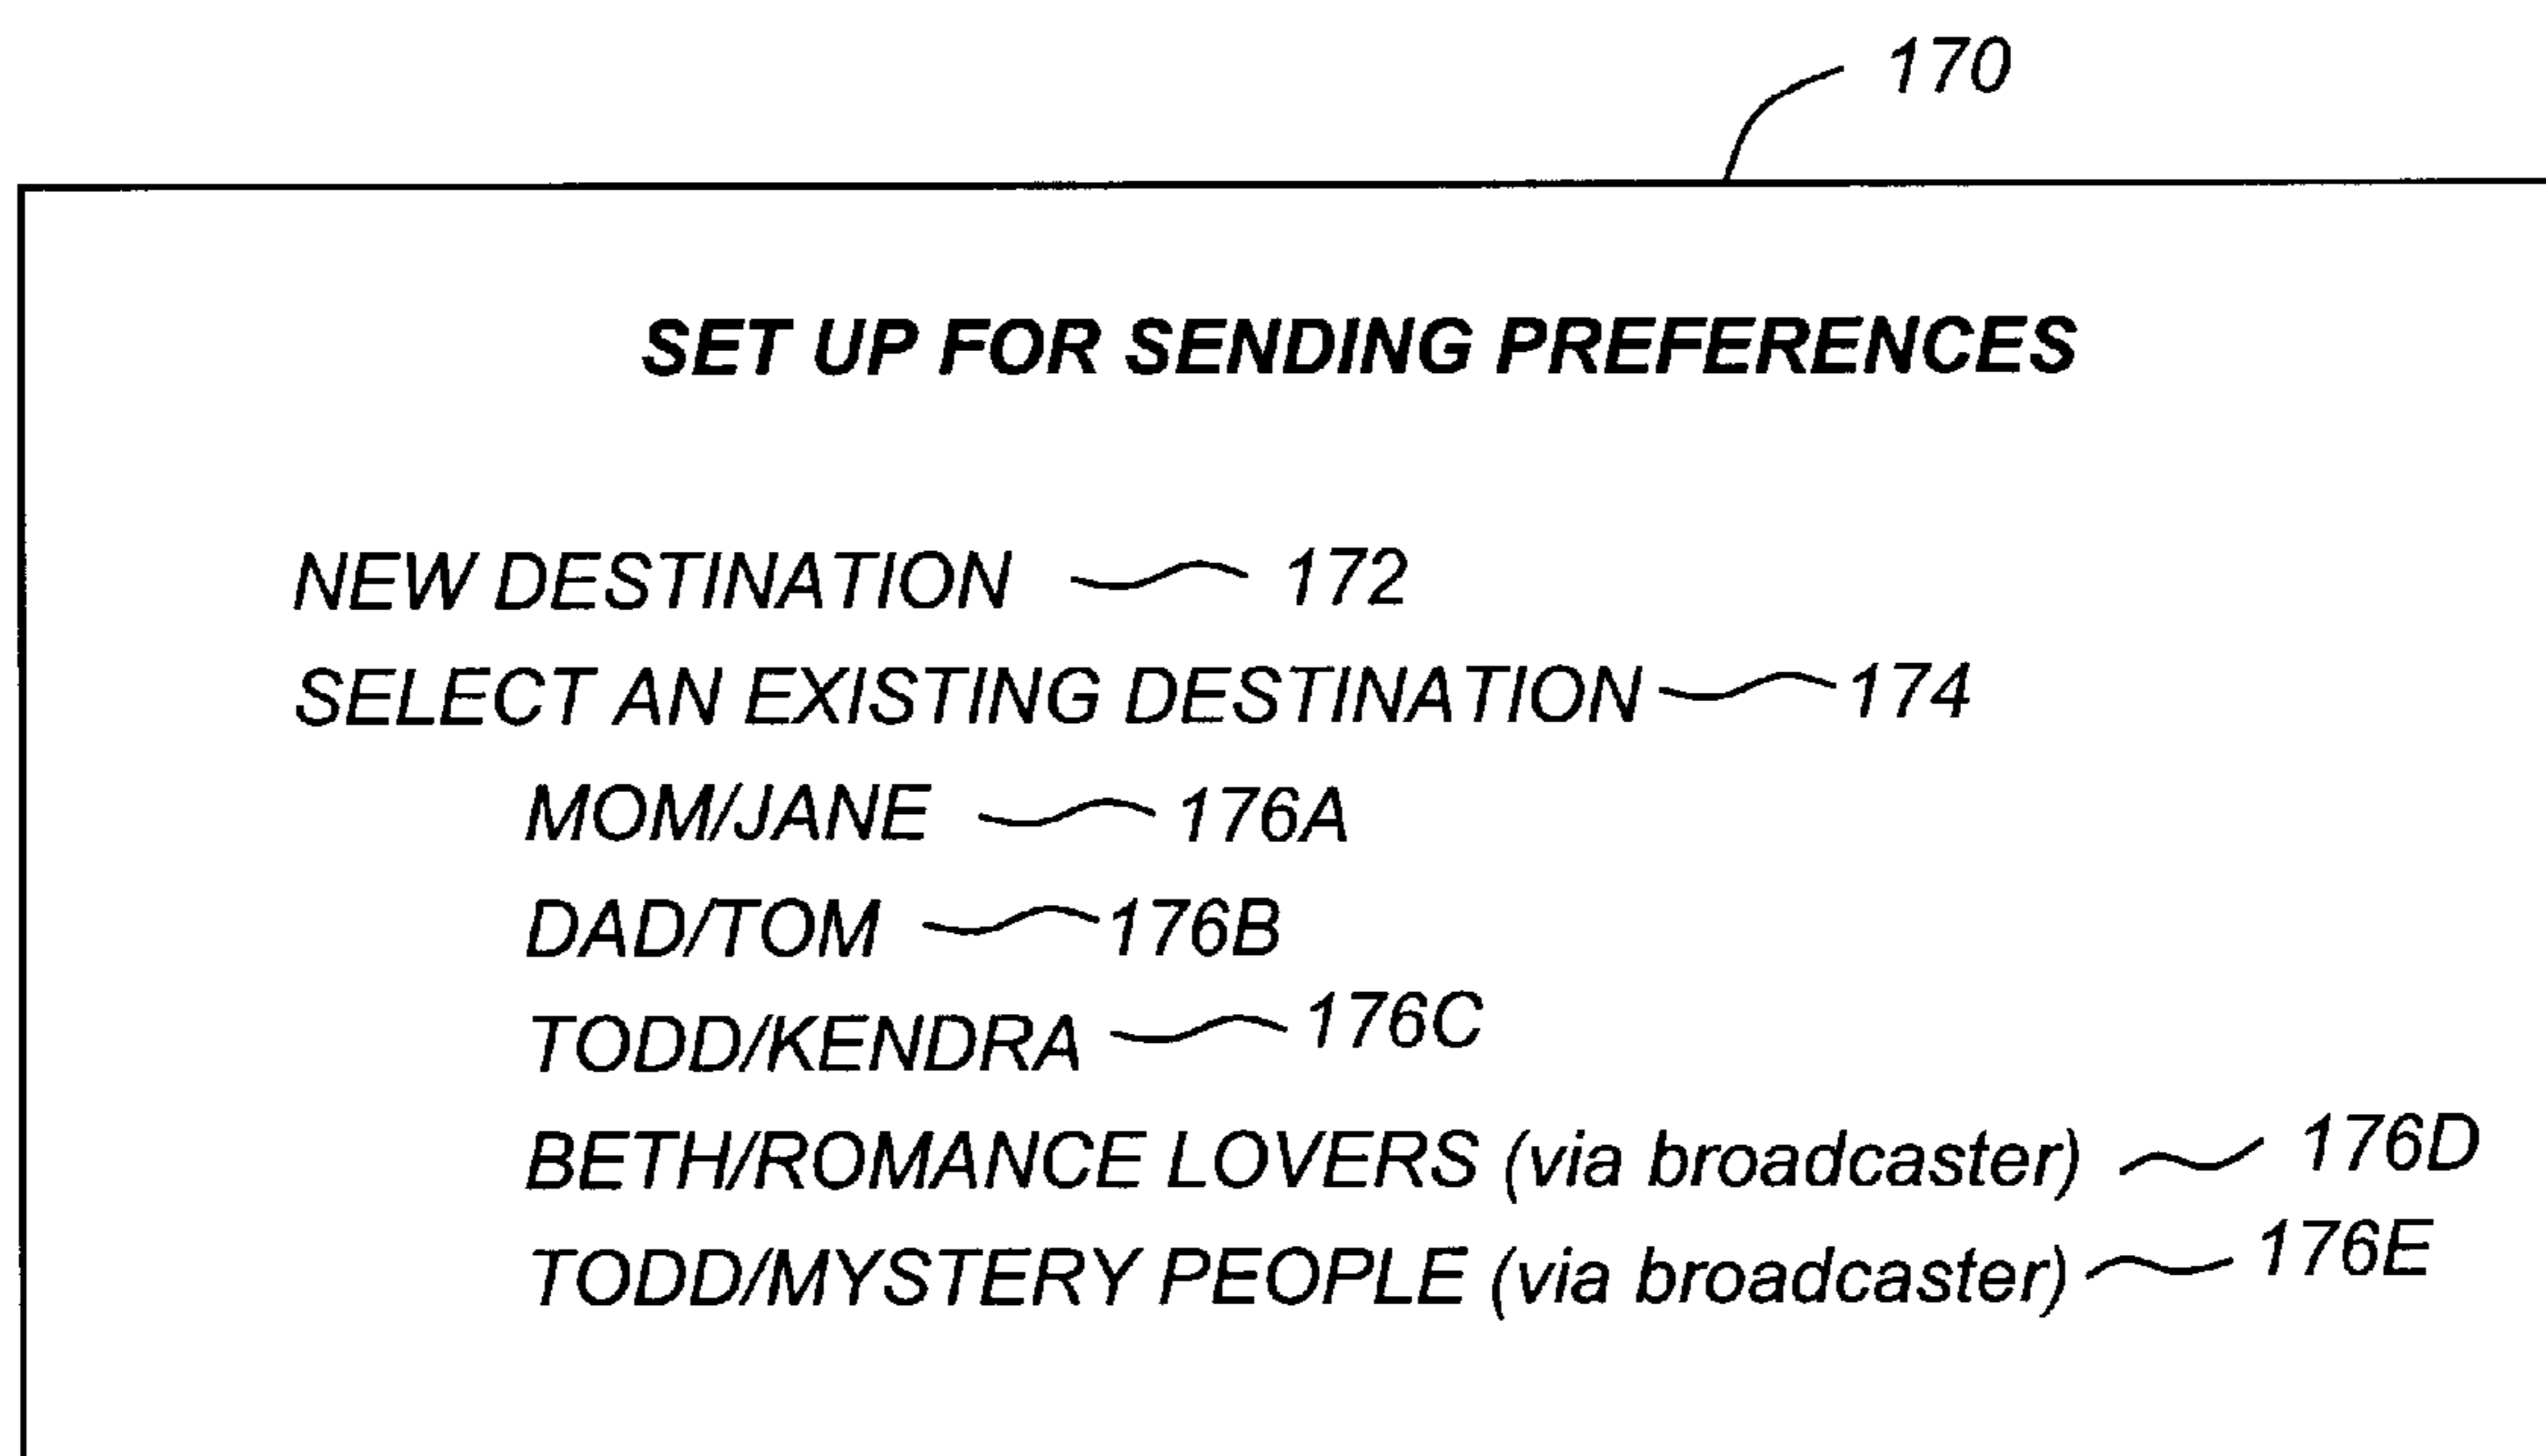 170
SET UP FOR SENDING PREFERENCES
NEW DESTINATION 172
SELECT AN EXISTING DESTINATION 174
MOM/JANE 176A
DAD/TOM 176B
TODD/KENDRA 176C
BETH/ROMANCE LOVERS (via broadcaster) 176D
TODD/MYSTERY PEOPLE (via broadcaster) 176E